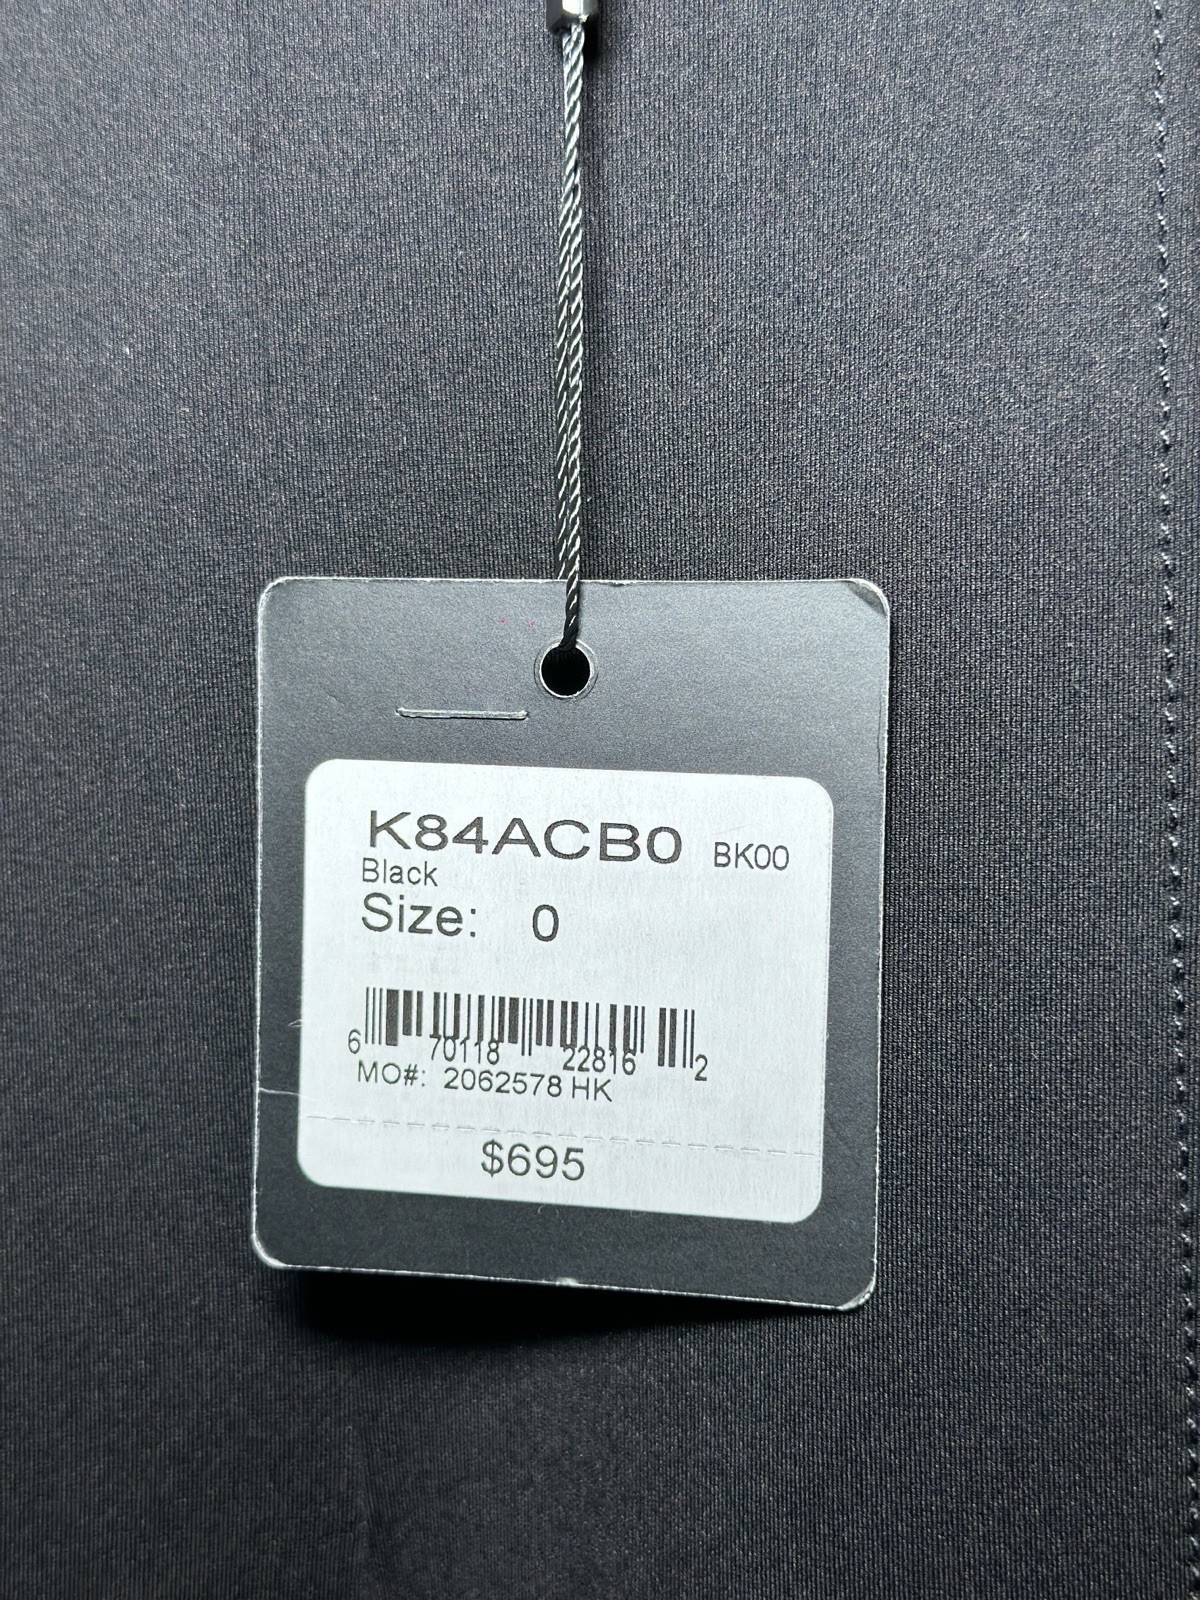 K84ACB0 BK00
Black
Size: 0
6 70118 22816 2
MO#: 2062578 HK
$695